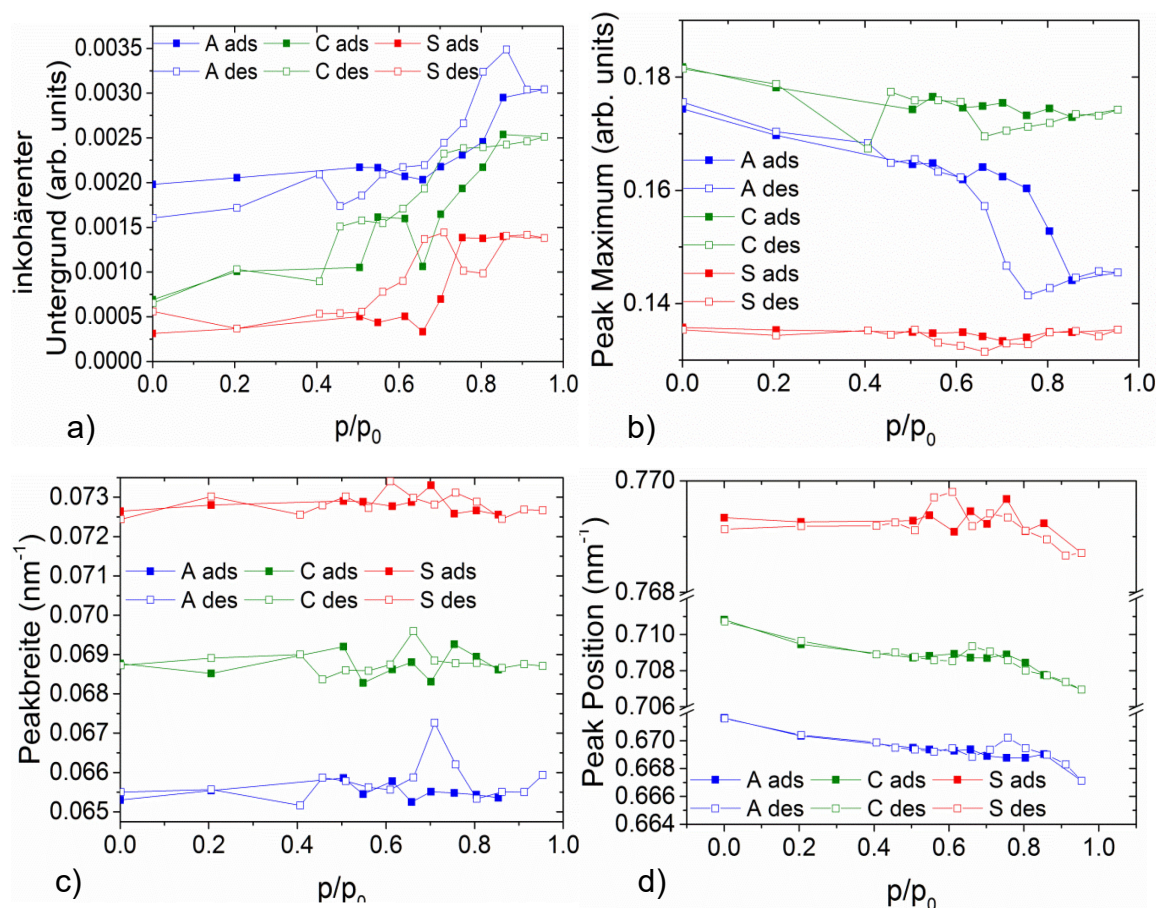 inkohärenter
Untergrund (arb. units)
0.0035
0.0030
0.0025
0.0020
0.0015
0.0010
0.0005
0.0000
A ads C ads S ads
A des C des S des
0.0 0.2 0.4 0.6 0.8 1.0
p/p0
a)
Peak Maximum (arb. units)
0.18
0.16
0.14
A ads
A des
C ads
C des
S ads
S des
0.0 0.2 0.4 0.6 0.8 1.0
p/p0
b)
Peakbreite (nm-1)
0.073
0.072
0.071
0.070
0.069
0.068
0.067
0.066
0.065
A ads C ads S ads
A des C des S des
0.0 0.2 0.4 0.6 0.8 1.0
p/p0
c)
Peak Position (nm-1)
0.770
0.768
0.710
0.708
0.706
0.670
0.668
0.666
0.664
A ads C ads S ads
A des C des S des
0.0 0.2 0.4 0.6 0.8 1.0
p/p0
d)